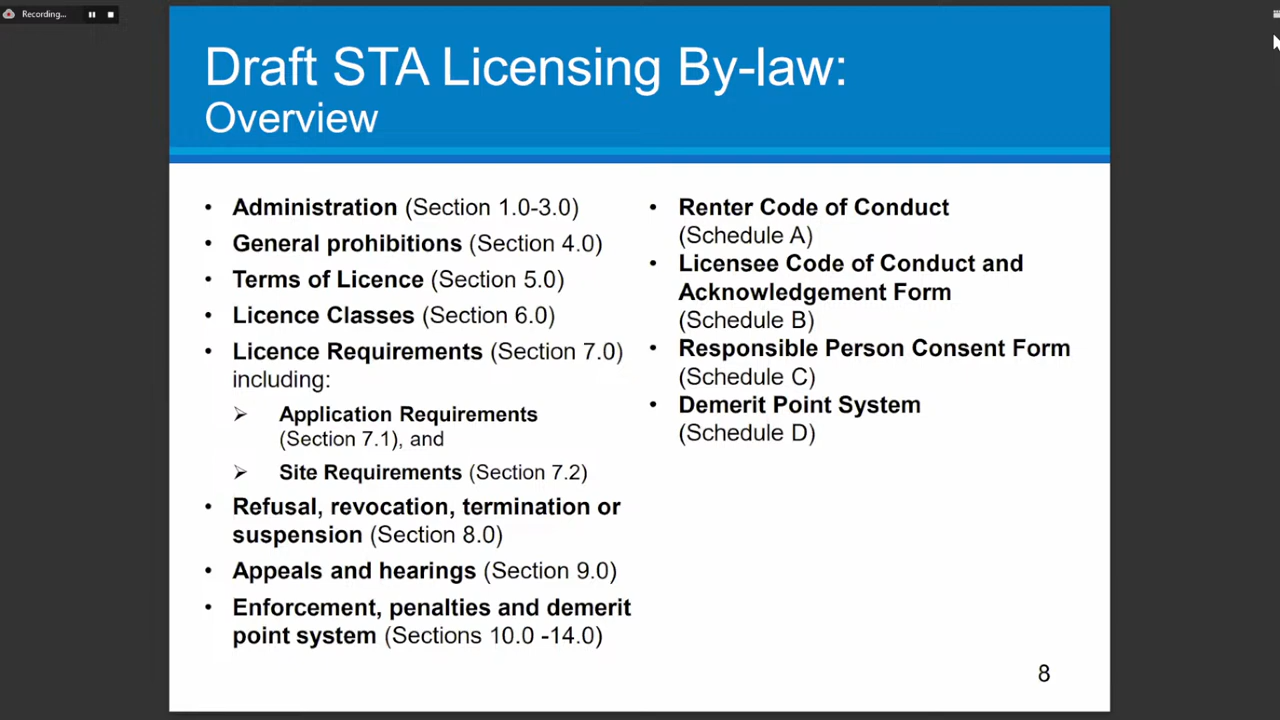 Recording...
Draft STA Licensing By-law:
Overview
• Administration (Section 1.0-3.0)
• General prohibitions (Section 4.0)
• Terms of Licence (Section 5.0)
• Licence Classes (Section 6.0)
• Licence Requirements (Section 7.0)
including:
➢ Application Requirements
(Section 7.1), and
➢ Site Requirements (Section 7.2)
• Refusal, revocation, termination or
suspension (Section 8.0)
• Appeals and hearings (Section 9.0)
• Enforcement, penalties and demerit
point system (Sections 10.0 -14.0)
• Renter Code of Conduct
(Schedule A)
• Licensee Code of Conduct and
Acknowledgement Form
(Schedule B)
• Responsible Person Consent Form
(Schedule C)
• Demerit Point System
(Schedule D)
8